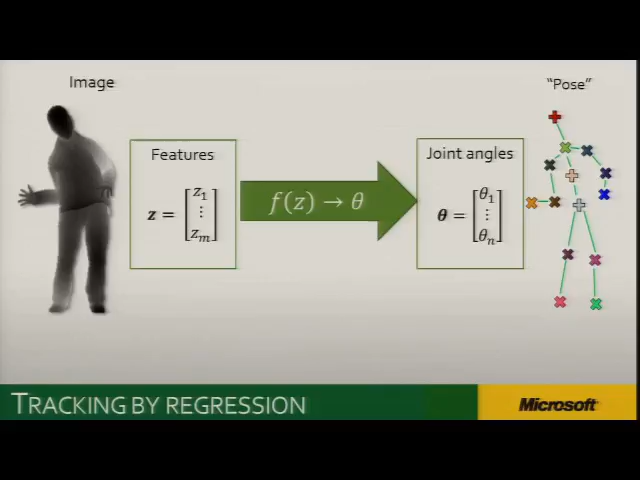 Image
"Pose"
Features
z = [z₁ ⋮ zₘ]
f(z) → θ
Joint angles
θ = [θ₁ ⋮ θₙ]
TRACKING BY REGRESSION
Microsoft